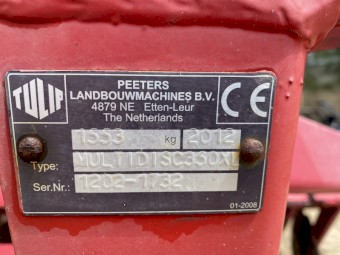 TULIP
PEETERS
LANDBOUWMACHINES B.V.
4879 NE Etten-Leur
The Netherlands
CE
1553 kg 2012
Type: MULTIDISC330XL
Ser.Nr.: 1202-1732
01-2008